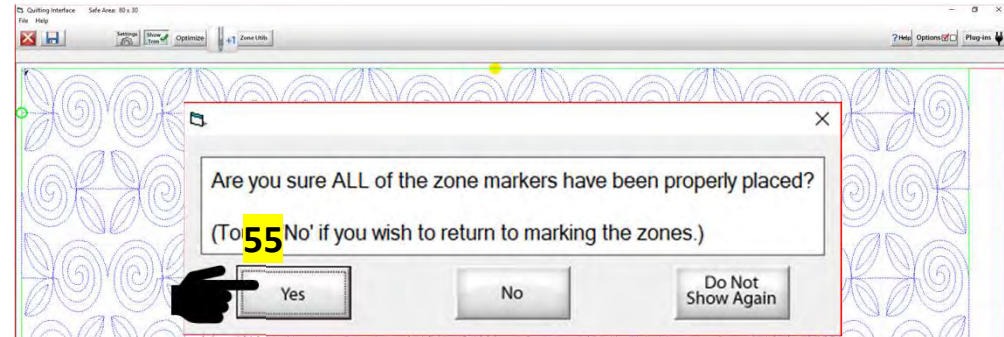 Quilting Interface Safe Area: 80 x 30
File Help
Settings Show Tron Optimize +1 Zone Utils ?Help Options Plug-ins
Are you sure ALL of the zone markers have been properly placed?
(To 55 No' if you wish to return to marking the zones.)
Yes No Do Not
Show Again